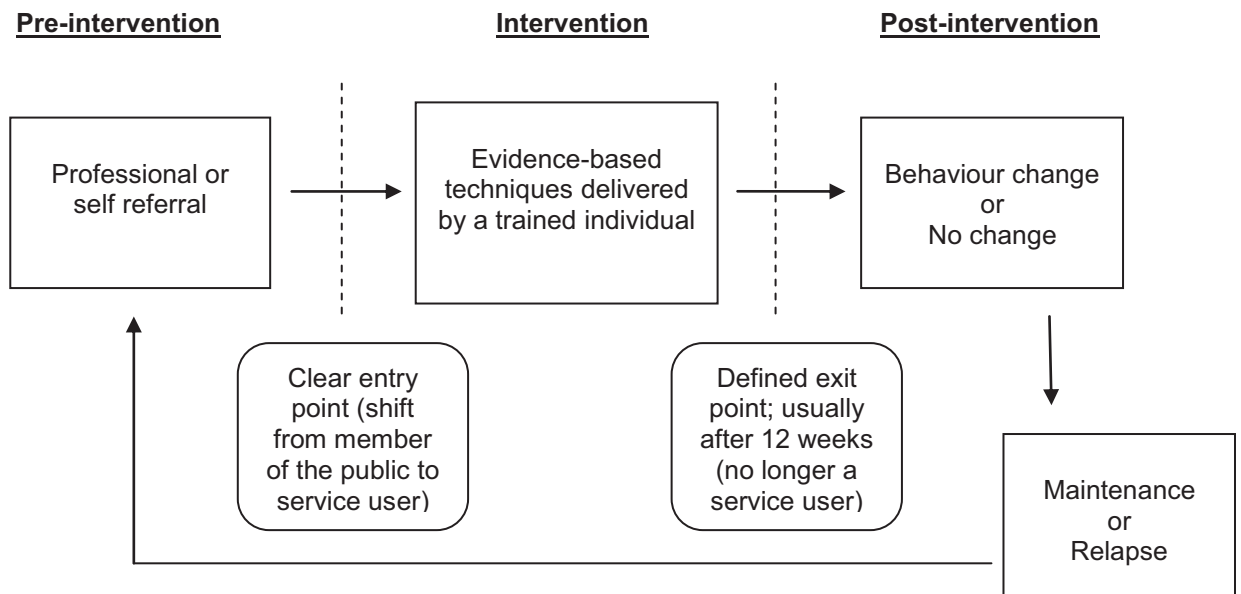 Pre-intervention
Intervention
Post-intervention
Professional or
self referral
Evidence-based
techniques delivered
by a trained individual
Behaviour change
or
No change
Clear entry
point (shift
from member
of the public to
service user)
Defined exit
point; usually
after 12 weeks
(no longer a
service user)
Maintenance
or
Relapse